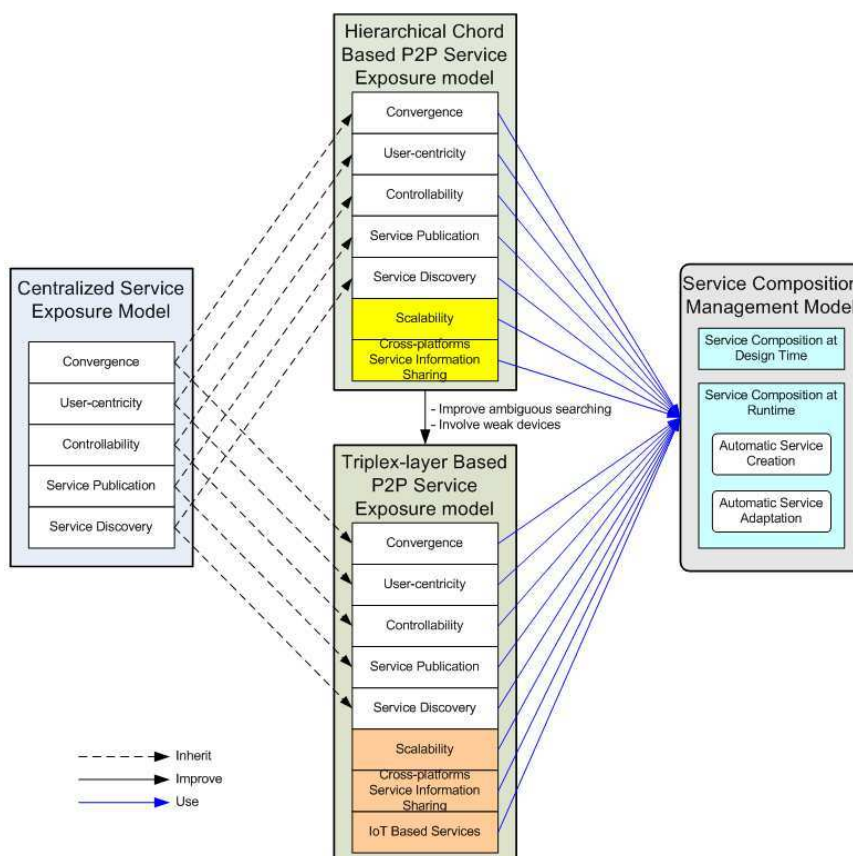 Hierarchical Chord
Based P2P Service
Exposure model
Convergence
User-centricity
Controllability
Service Publication
Service Discovery
Scalability
Cross-platforms
Service Information
Sharing
Centralized Service
Exposure Model
Convergence
User-centricity
Controllability
Service Publication
Service Discovery
- Improve ambiguous searching
- Involve weak devices
Triplex-layer Based
P2P Service
Exposure model
Convergence
User-centricity
Controllability
Service Publication
Service Discovery
Scalability
Cross-platforms
Service Information
Sharing
IoT Based Services
Service Composition
Management Model
Service Composition at
Design Time
Service Composition at
Runtime
Automatic Service
Creation
Automatic Service
Adaptation
Inherit
Improve
Use